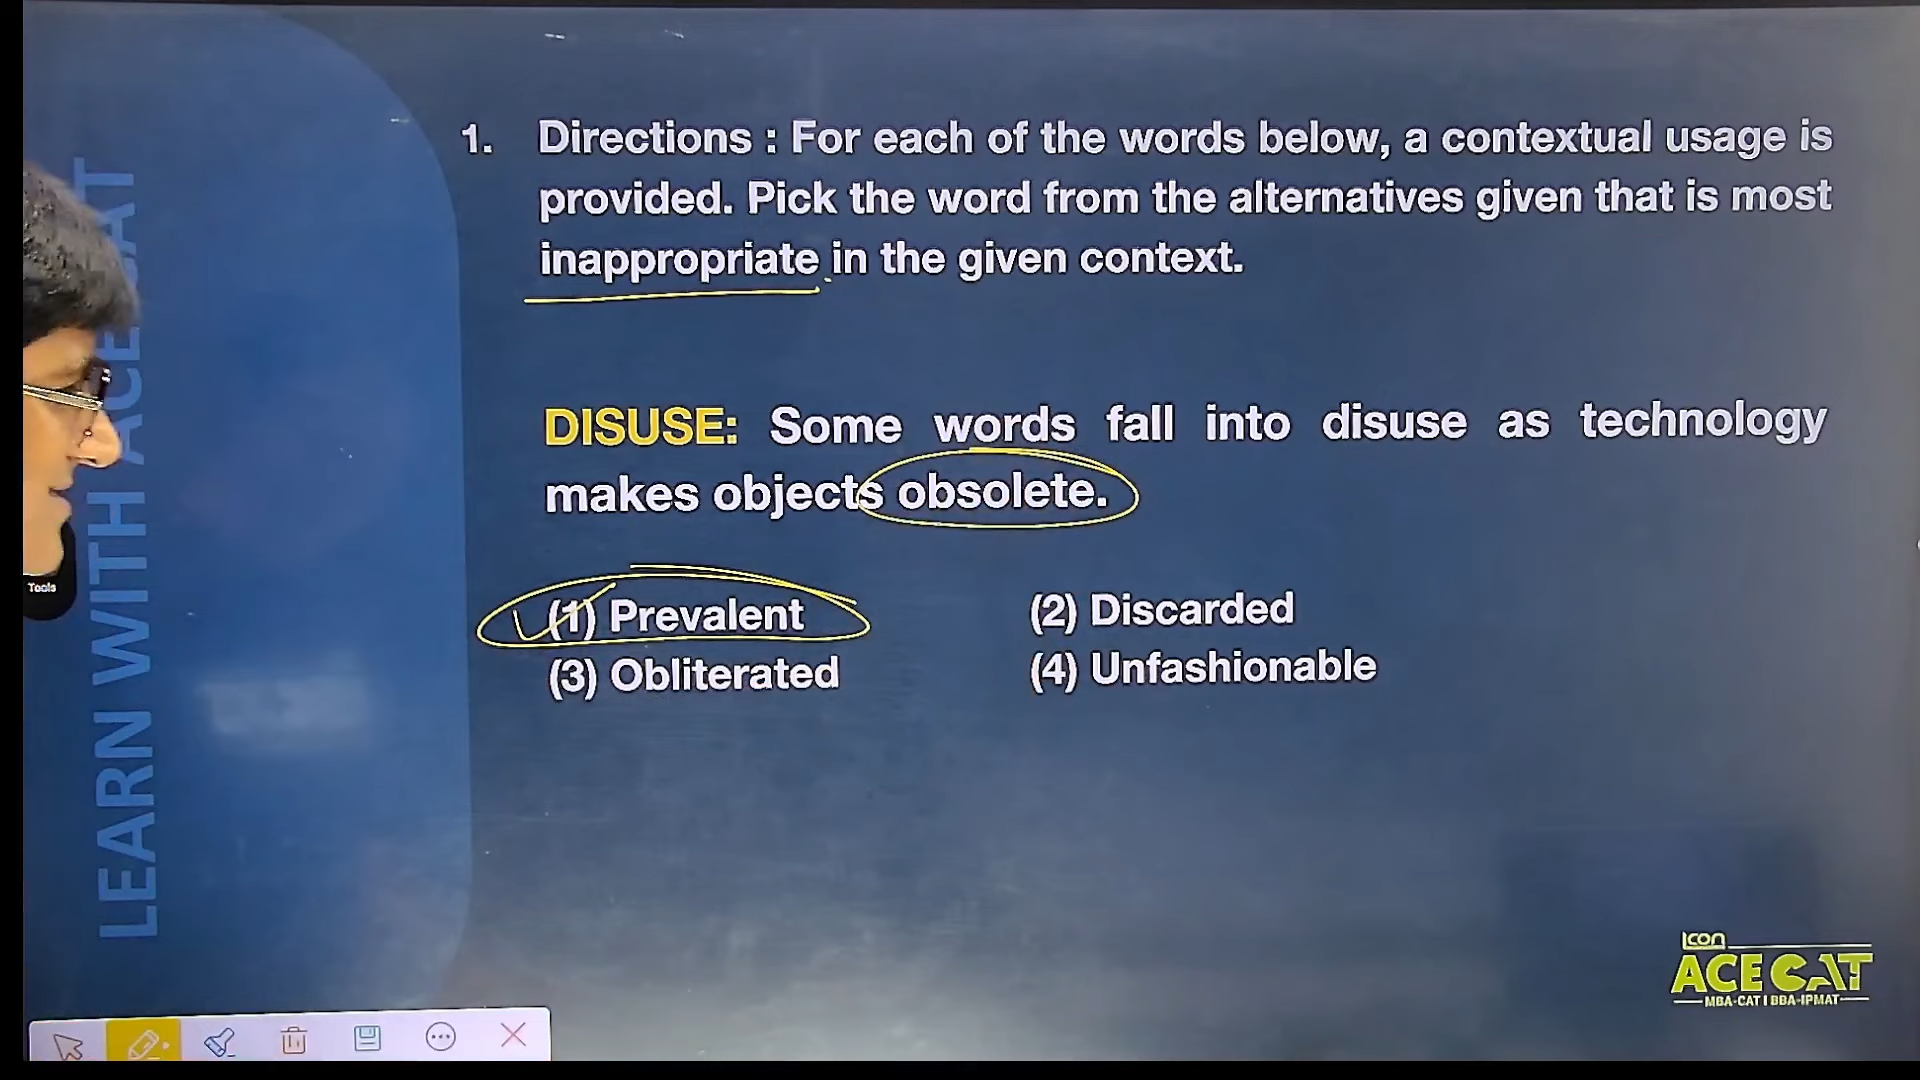 LEARN WITH ACE CAT
1. Directions : For each of the words below, a contextual usage is
provided. Pick the word from the alternatives given that is most
inappropriate in the given context.
DISUSE: Some words fall into disuse as technology
makes objects obsolete.
(1) Prevalent
(2) Discarded
(3) Obliterated
(4) Unfashionable
Tools
Icon
ACE CAT
MBA-CAT I BBA-IPMAT